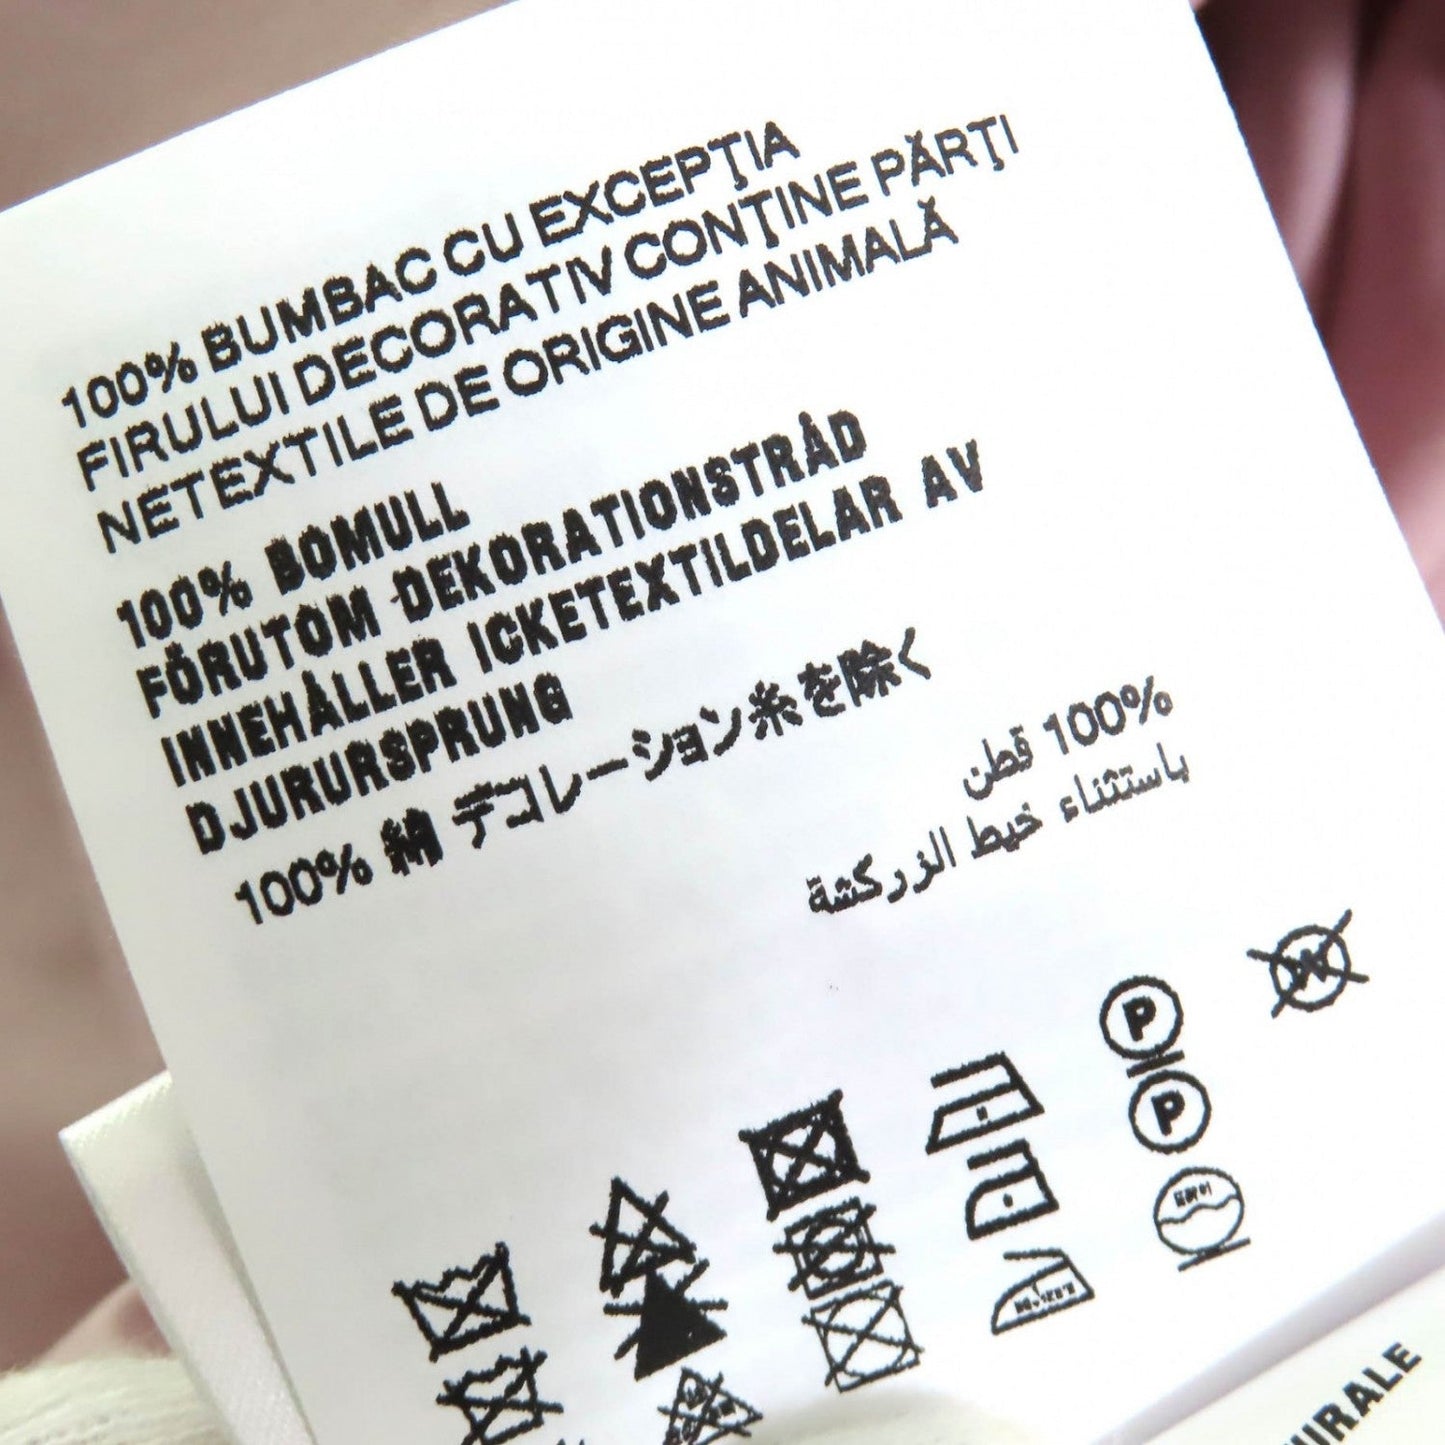 100% BUMBAC CU EXCEPŢIA
FIRULUI DECORATIV CONŢINE PĂRŢI
NETEXTILE DE ORIGINE ANIMALĂ
100% BOMULL
FÖRUTOM DEKORATIONSTRÅD
INNEHÅLLER ICKETEXTILDELAR AV
DJURURSPRUNG
100% 綿 デコレーション糸を除く
100% قطن
باستثناء خيط الزركشة
W
P
P